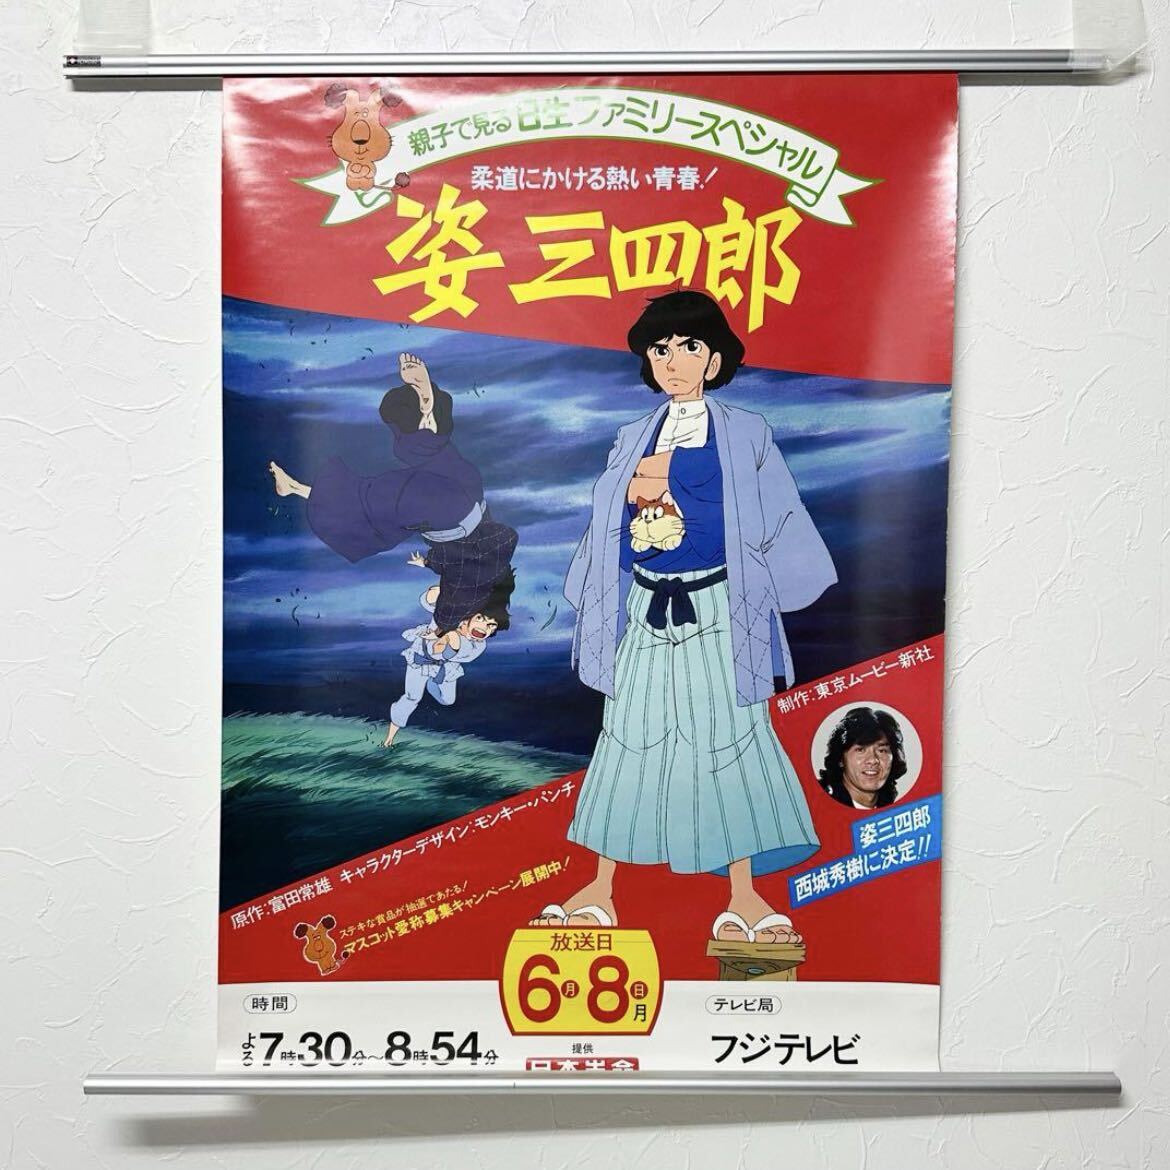 親子で見る日生ファミリースペシャル
柔道にかける熱い青春!
姿三四郎
制作:東京ムービー新社
姿三四郎
西城秀樹に決定!!
原作:富田常雄 キャラクターデザイン:モンキー・パンチ
ステキな賞品が抽選であたる!
マスコット愛称募集キャンペーン展開中!
放送日
6月8日月
時間
よる7時30分~8時54分
提供
日本生命
テレビ局
フジテレビ